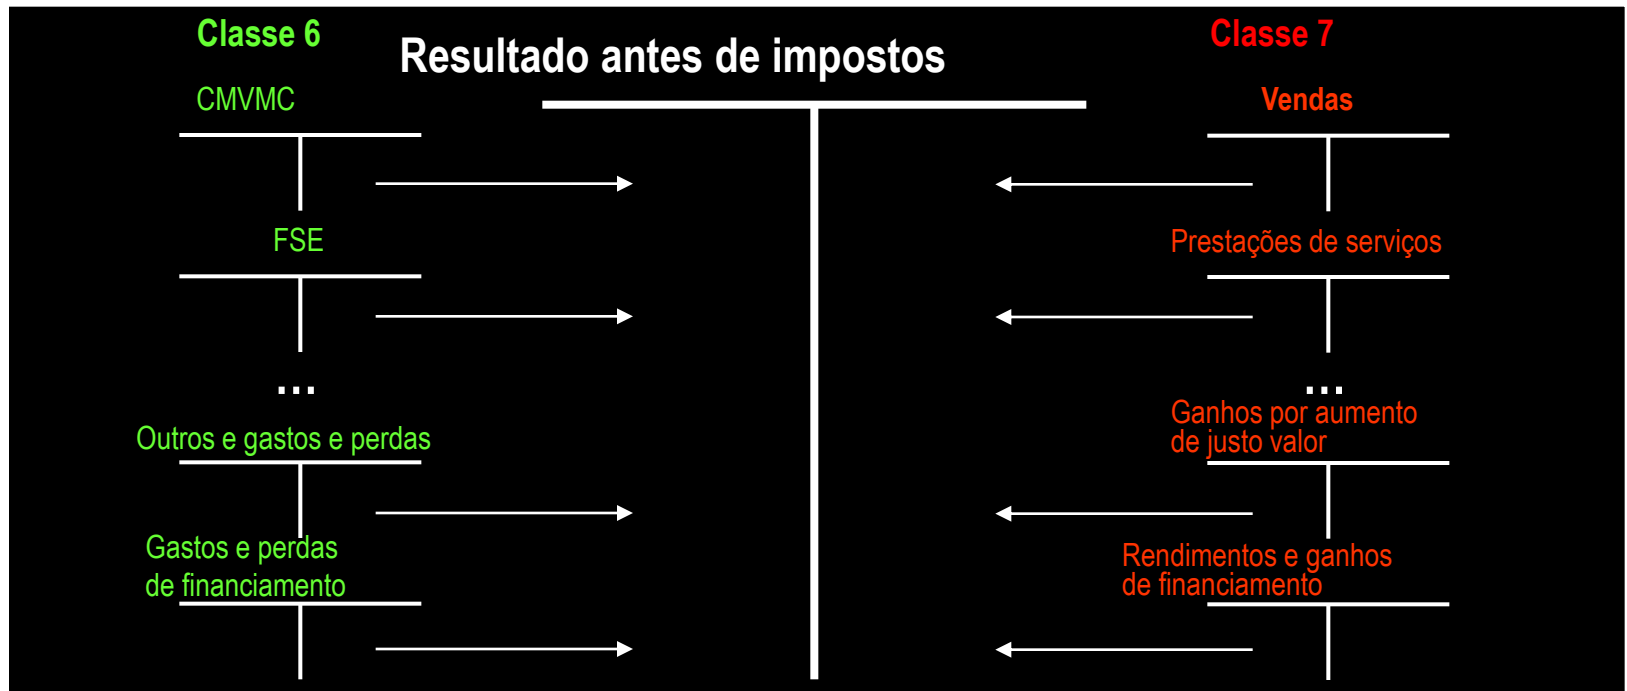 Classe 6
Resultado antes de impostos
Classe 7
CMVMC
Vendas
FSE
Prestações de serviços
...
...
Outros e gastos e perdas
Ganhos por aumento
de justo valor
Gastos e perdas
de financiamento
Rendimentos e ganhos
de financiamento